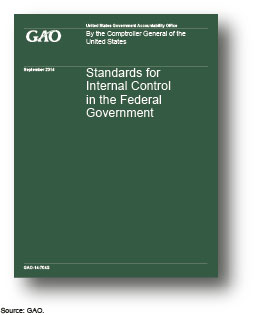 United States Government Accountability Office
GAO
By the Comptroller General of the
United States
September 2014
Standards for
Internal Control
in the Federal
Government
GAO-14-704G
Source: GAO.